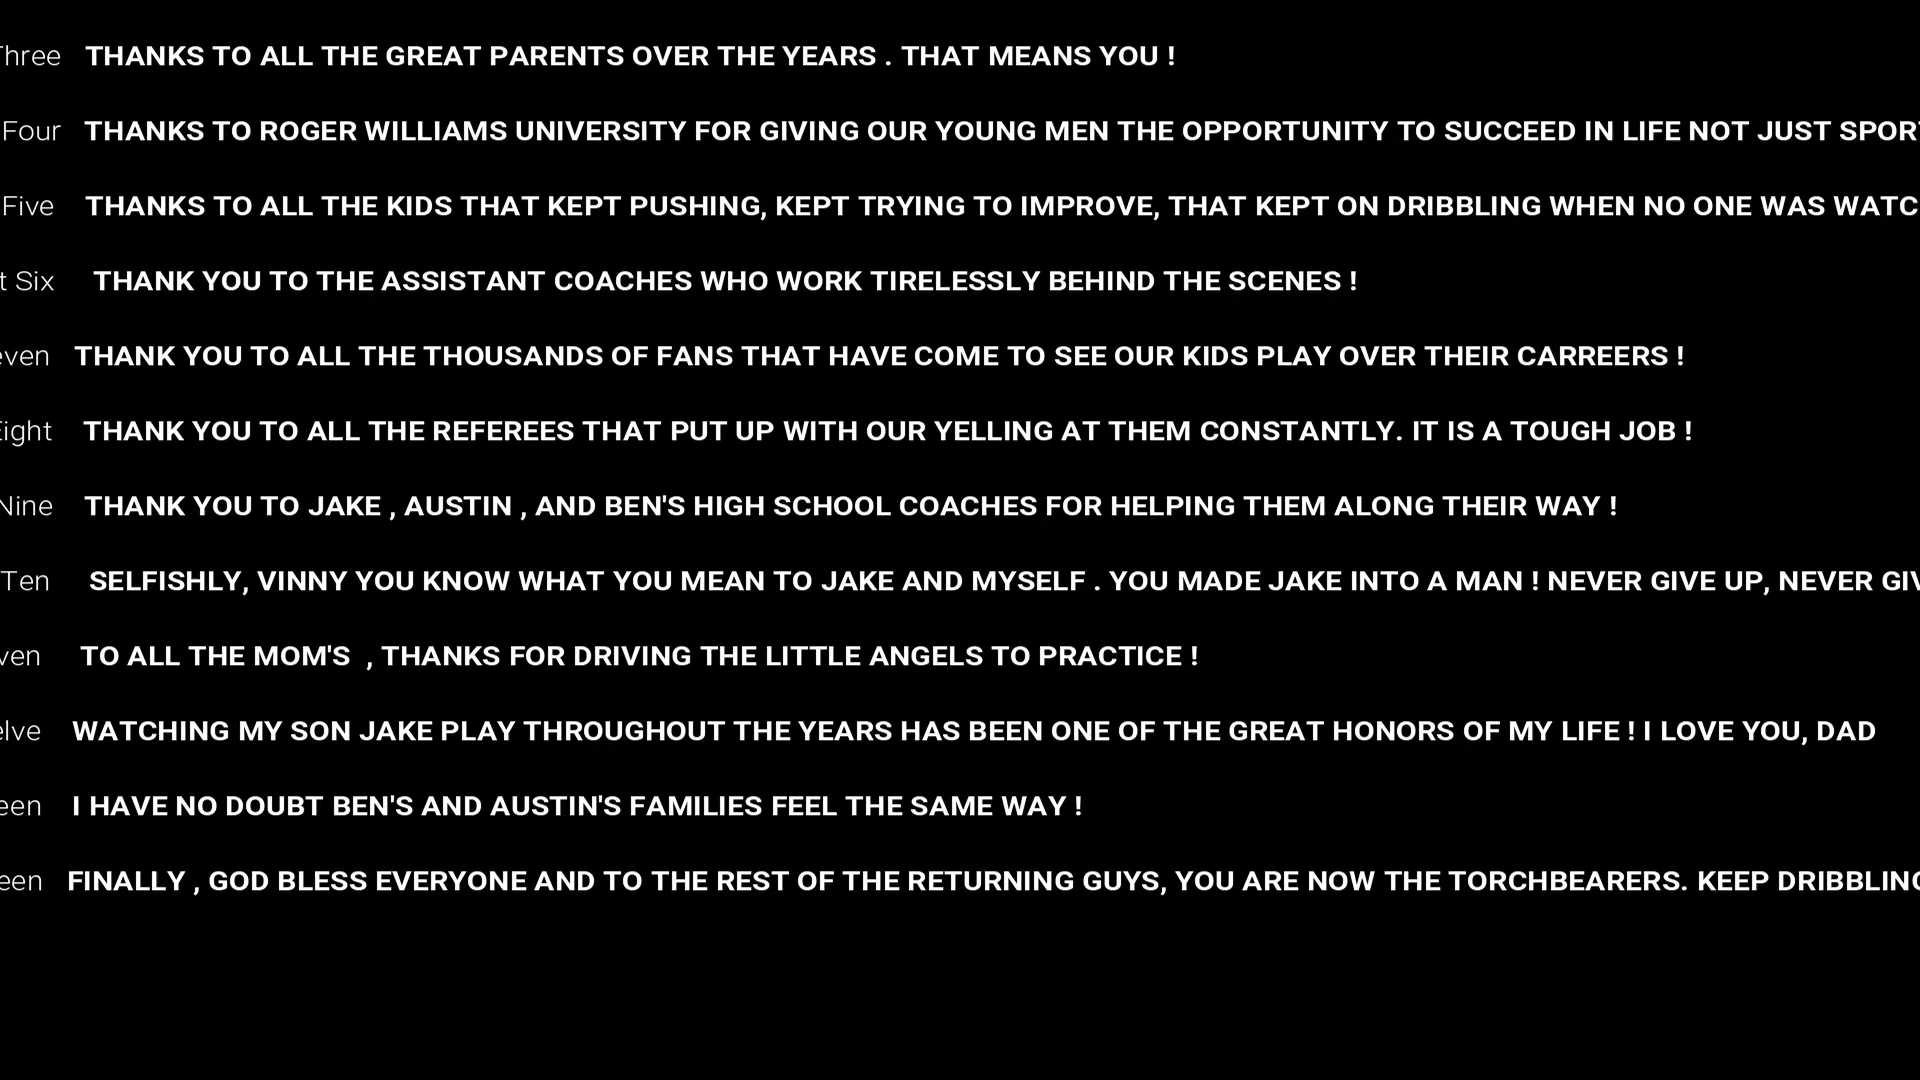 Three THANKS TO ALL THE GREAT PARENTS OVER THE YEARS . THAT MEANS YOU !
Four THANKS TO ROGER WILLIAMS UNIVERSITY FOR GIVING OUR YOUNG MEN THE OPPORTUNITY TO SUCCEED IN LIFE NOT JUST
Five THANKS TO ALL THE KIDS THAT KEPT PUSHING, KEPT TRYING TO IMPROVE, THAT KEPT ON DRIBBLING WHEN NO ONE WAS
t Six THANK YOU TO THE ASSISTANT COACHES WHO WORK TIRELESSLY BEHIND THE SCENES !
even THANK YOU TO ALL THE THOUSANDS OF FANS THAT HAVE COME TO SEE OUR KIDS PLAY OVER THEIR CARREERS !
Eight THANK YOU TO ALL THE REFEREES THAT PUT UP WITH OUR YELLING AT THEM CONSTANTLY. IT IS A TOUGH JOB !
Nine THANK YOU TO JAKE , AUSTIN , AND BEN'S HIGH SCHOOL COACHES FOR HELPING THEM ALONG THEIR WAY !
Ten SELFISHLY, VINNY YOU KNOW WHAT YOU MEAN TO JAKE AND MYSELF . YOU MADE JAKE INTO A MAN ! NEVER GIVE UP, NEVER
ven TO ALL THE MOM'S , THANKS FOR DRIVING THE LITTLE ANGELS TO PRACTICE !
elve WATCHING MY SON JAKE PLAY THROUGHOUT THE YEARS HAS BEEN ONE OF THE GREAT HONORS OF MY LIFE ! I LOVE YOU, DAD
een I HAVE NO DOUBT BEN'S AND AUSTIN'S FAMILIES FEEL THE SAME WAY !
een FINALLY , GOD BLESS EVERYONE AND TO THE REST OF THE RETURNING GUYS, YOU ARE NOW THE TORCHBEARERS. KEEP DRIBBLING